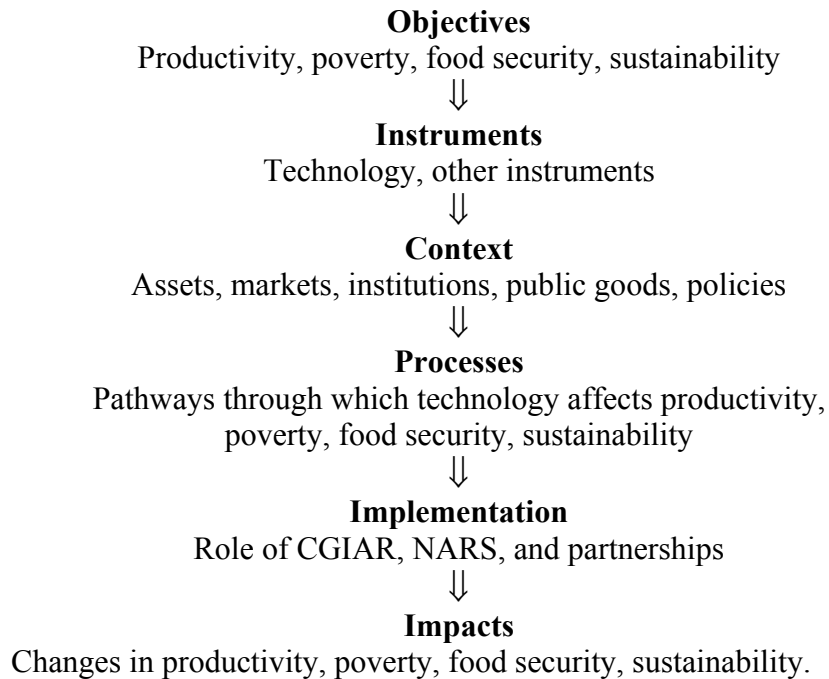 Objectives
Productivity, poverty, food security, sustainability
⇓
Instruments
Technology, other instruments
⇓
Context
Assets, markets, institutions, public goods, policies
⇓
Processes
Pathways through which technology affects productivity,
poverty, food security, sustainability
⇓
Implementation
Role of CGIAR, NARS, and partnerships
⇓
Impacts
Changes in productivity, poverty, food security, sustainability.